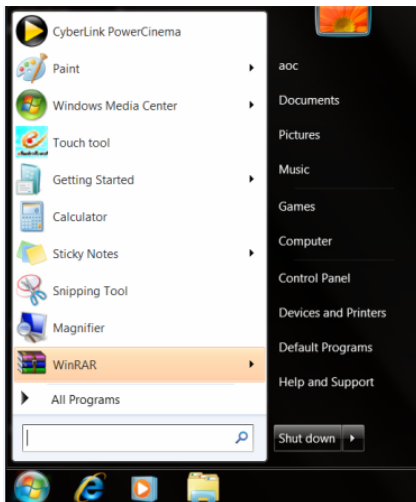 CyberLink PowerCinema
Paint
Windows Media Center
Touch tool
Getting Started
Calculator
Sticky Notes
Snipping Tool
Magnifier
WinRAR
All Programs
aoc
Documents
Pictures
Music
Games
Computer
Control Panel
Devices and Printers
Default Programs
Help and Support
Shut down